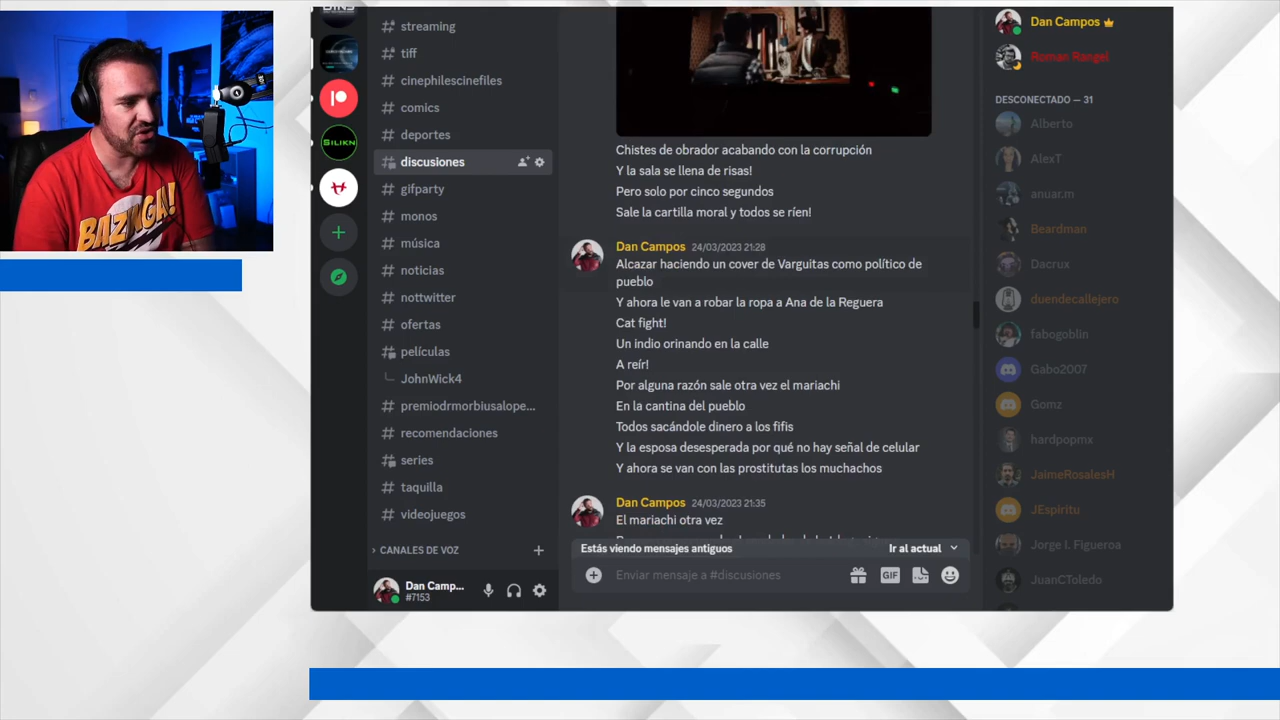 BAZINGA!
SILIKN
streaming
tiff
cinephilescinefiles
comics
deportes
discusiones
gifparty
monos
música
noticias
nottwitter
ofertas
películas
JohnWick4
premiodrmorbiusalope...
recomendaciones
series
taquilla
videojuegos
CANALES DE VOZ
Dan Camp...
#7153
Chistes de obrador acabando con la corrupción
Y la sala se llena de risas!
Pero solo por cinco segundos
Sale la cartilla moral y todos se ríen!
Dan Campos 24/03/2023 21:28
Alcazar haciendo un cover de Varguitas como político de
pueblo
Y ahora le van a robar la ropa a Ana de la Reguera
Cat fight!
Un indio orinando en la calle
A reír!
Por alguna razón sale otra vez el mariachi
En la cantina del pueblo
Todos sacándole dinero a los fifis
Y la esposa desesperada por qué no hay señal de celular
Y ahora se van con las prostitutas los muchachos
Dan Campos 24/03/2023 21:35
El mariachi otra vez
Estás viendo mensajes antiguos
Ir al actual
Enviar mensaje a #discusiones
GIF
Dan Campos
Roman Rangel
DESCONECTADO — 31
Alberto
AlexT
anuar.m
Beardman
Dacrux
duendecallejero
fabogoblin
Gabo2007
Gomz
hardpopmx
JaimeRosalesH
JEspíritu
Jorge I. Figueroa
JuanCToledo